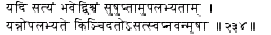 यदि सत्यं भवेद्विश्वं सुषुप्तामुपलभ्यताम् ।
यन्नोपलभ्यते किञ्चिदतोऽसत्स्वप्नवन्मृषा ॥२३४॥